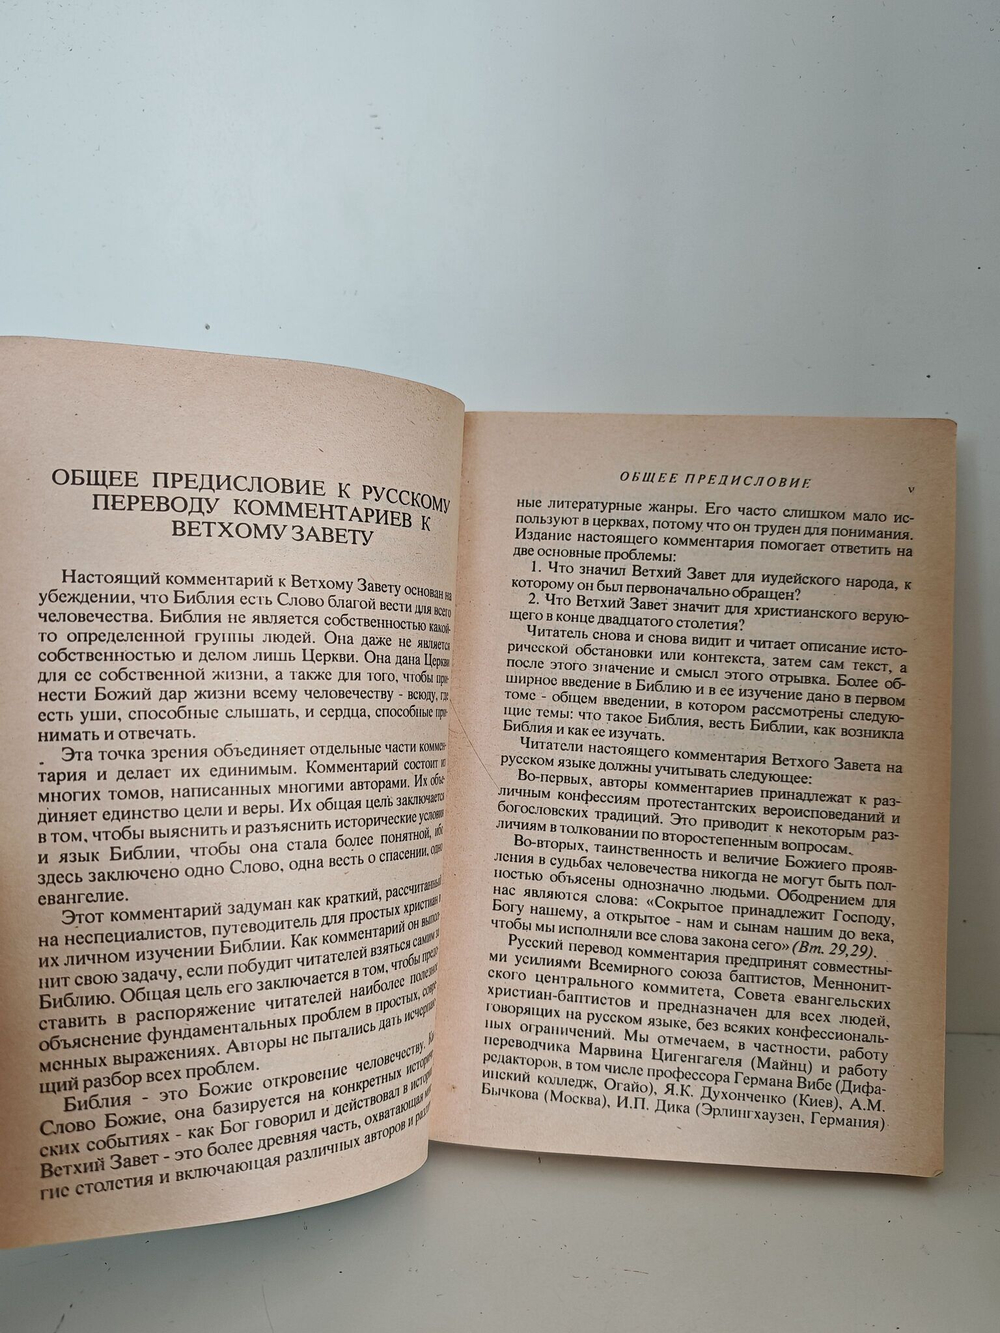 ОБЩЕЕ ПРЕДИСЛОВИЕ К РУССКОМУ
ПЕРЕВОДУ КОММЕНТАРИЕВ К
ВЕТХОМУ ЗАВЕТУ
Настоящий комментарий к Ветхому Завету основан на
убеждении, что Библия есть Слово благой вести для всего
человечества. Библия не является собственностью какой-
то определенной группы людей. Она даже не является
собственностью и делом лишь Церкви. Она дана Церкви
для ее собственной жизни, а также для того, чтобы при-
нести Божий дар жизни всему человечеству - всюду, где
есть уши, способные слышать, и сердца, способные при-
нимать и отвечать.
Эта точка зрения объединяет отдельные части коммен-
тария и делает их единимым. Комментарий состоит из
многих томов, написанных многими авторами. Их объе-
диняет единство цели и веры. Их общая цель заключается
в том, чтобы выяснить и разъяснить исторические условия
и язык Библии, чтобы она стала более понятной, ибо
здесь заключено одно Слово, одна весть о спасении, одно
евангелие.
Этот комментарий задуман как краткий, рассчитанный
на неспециалистов, путеводитель для простых христиан в
их личном изучении Библии. Как комментарий он выпол-
нит свою задачу, если побудит читателей взяться самим за
Библию. Общая цель его заключается в том, чтобы предо-
ставить в распоряжение читателей наиболее полезное
объяснение фундаментальных проблем в простых, совре-
менных выражениях. Авторы не пытались дать исчерпываю-
щий разбор всех проблем.
Библия - это Божие откровение человечеству. Как
Слово Божие, она базируется на конкретных историче-
ских событиях - как Бог говорил и действовал в истории.
Ветхий Завет - это более древняя часть, охватывающая мно-
гие столетия и включающая различных авторов и различ-
ОБЩЕЕ ПРЕДИСЛОВИЕ
v
ные литературные жанры. Его часто слишком мало ис-
пользуют в церквах, потому что он труден для понимания.
Издание настоящего комментария помогает ответить на
две основные проблемы:
1. Что значил Ветхий Завет для иудейского народа, к
которому он был первоначально обращен?
2. Что Ветхий Завет значит для христианского верую-
щего в конце двадцатого столетия?
Читатель снова и снова видит и читает описание исто-
рической обстановки или контекста, затем сам текст, а
после этого значение и смысл этого отрывка. Более об-
ширное введение в Библию и в ее изучение дано в первом
томе - общем введении, в котором рассмотрены следую-
щие темы: что такое Библия, весть Библии, как возникла
Библия и как ее изучать.
Читатели настоящего комментария Ветхого Завета на
русском языке должны учитывать следующее:
Во-первых, авторы комментариев принадлежат к раз-
личным конфессиям протестантских вероисповеданий и
богословских традиций. Это приводит к некоторым раз-
личиям в толковании по второстепенным вопросам.
Во-вторых, таинственность и величие Божиего прояв-
ления в судьбах человечества никогда не могут быть пол-
ностью объясены однозначно людьми. Ободрением для
нас являются слова: «Сокрытое принадлежит Господу,
Богу нашему, а открытое - нам и сынам нашим до века,
чтобы мы исполняли все слова закона сего» (Вт. 29,29).
Русский перевод комментария предпринят совместны-
ми усилиями Всемирного союза баптистов, Меннонит-
ского центрального коммитета, Совета евангельских
христиан-баптистов и предназначен для всех людей,
говорящих на русском языке, без всяких конфессиональ-
ных ограничений. Мы отмечаем, в частности, работу
переводчика Марвина Цигенгагеля (Майнц) и работу
редакторов, в том числе профессора Германа Вибе (Дифа-
инский колледж, Огайо), Я.К. Духонченко (Киев), А.М.
Бычкова (Москва), И.П. Дика (Эрлингхаузен, Германия)